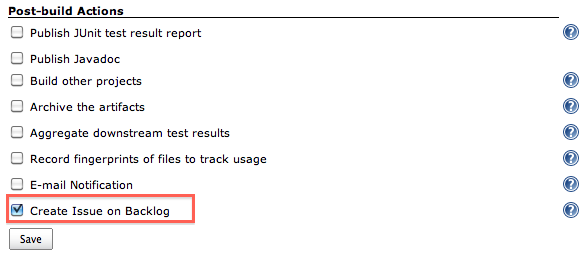 Post-build Actions
Publish JUnit test result report
Publish Javadoc
Build other projects
Archive the artifacts
Aggregate downstream test results
Record fingerprints of files to track usage
E-mail Notification
Create Issue on Backlog
Save